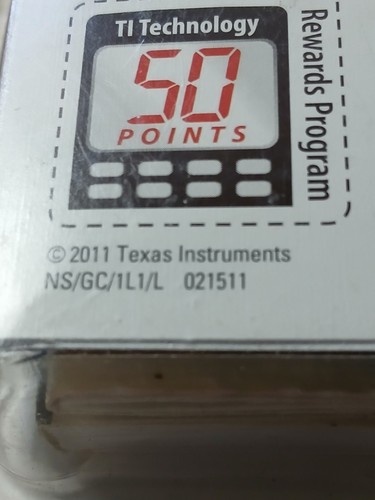 TI Technology
50
POINTS
Rewards Program
© 2011 Texas Instruments
NS/GC/1L1/L 021511